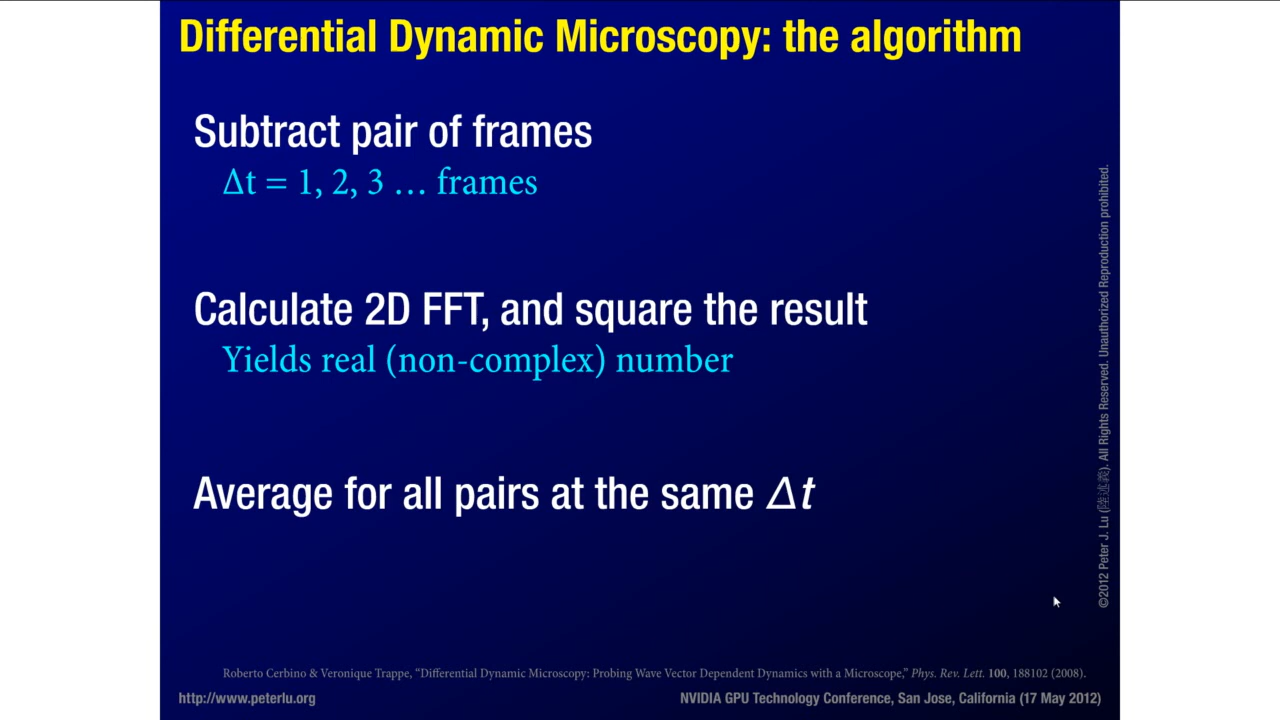 Differential Dynamic Microscopy: the algorithm
Subtract pair of frames
Δt = 1, 2, 3 … frames
Calculate 2D FFT, and square the result
Yields real (non-complex) number
Average for all pairs at the same Δt
Roberto Cerbino & Veronique Trappe, “Differential Dynamic Microscopy: Probing Wave Vector Dependent Dynamics with a Microscope,” Phys. Rev. Lett. 100, 188102 (2008).
http://www.peterlu.org
NVIDIA GPU Technology Conference, San Jose, California (17 May 2012)
©2012 Peter J. Lu (陸述義). All Rights Reserved. Unauthorized Reproduction prohibited.